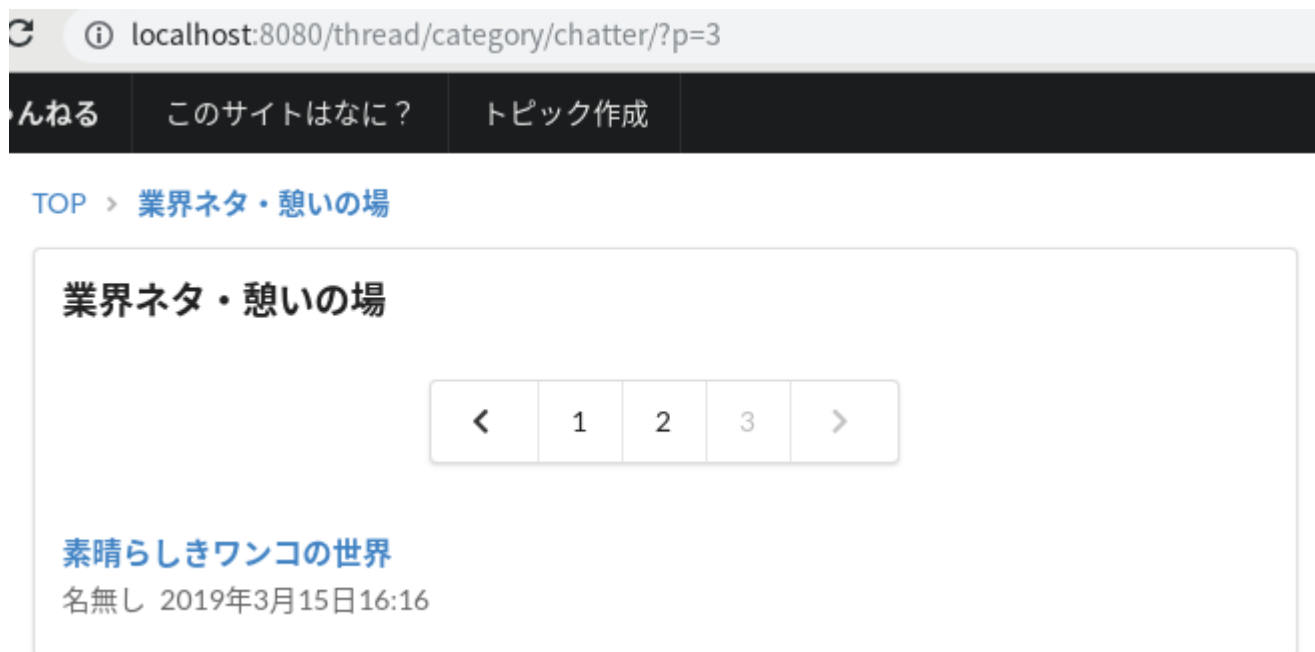 localhost:8080/thread/category/chatter/?p=3
んねる このサイトはなに？ トピック作成
TOP > 業界ネタ・憩いの場
業界ネタ・憩いの場
< 1 2 3 >
素晴らしきワンコの世界
名無し 2019年3月15日16:16